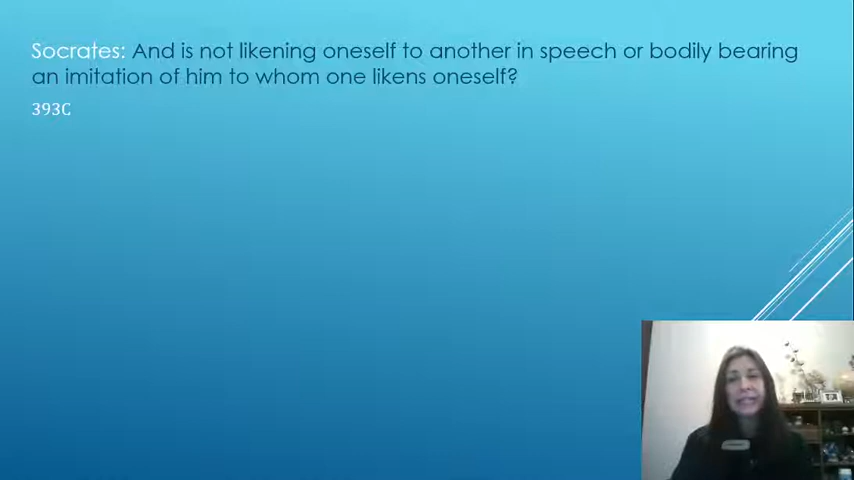 Socrates: And is not likening oneself to another in speech or bodily bearing
an imitation of him to whom one likens oneself?
393C